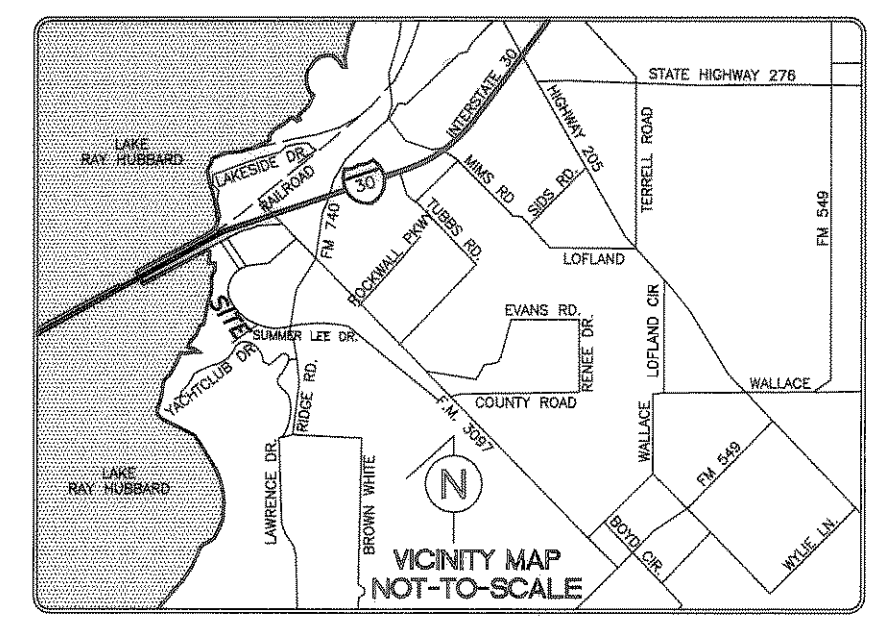 STATE HIGHWAY 276
INTERSTATE 30
HIGHWAY 205
TERRELL ROAD
FM 549
LAKE
RAY HUBBARD
LAKESIDE DR.
RAILROAD
30
FM 740
MIMS RD
SIDS RD.
TUBBS RD.
ROCKWALL PKWY
LOFLAND
SITE
SUMMER LEE DR.
EVANS RD.
RENEE DR.
LOFLAND CIR
YACHTCLUB DR
RIDGE RD.
COUNTY ROAD
WALLACE
F.M. 3097
WALLACE
LAKE
RAY HUBBARD
LAWRENCE DR.
BROWN WHITE
N
FM 549
BOYD CIR.
WYLIE LN.
VICINITY MAP
NOT-TO-SCALE